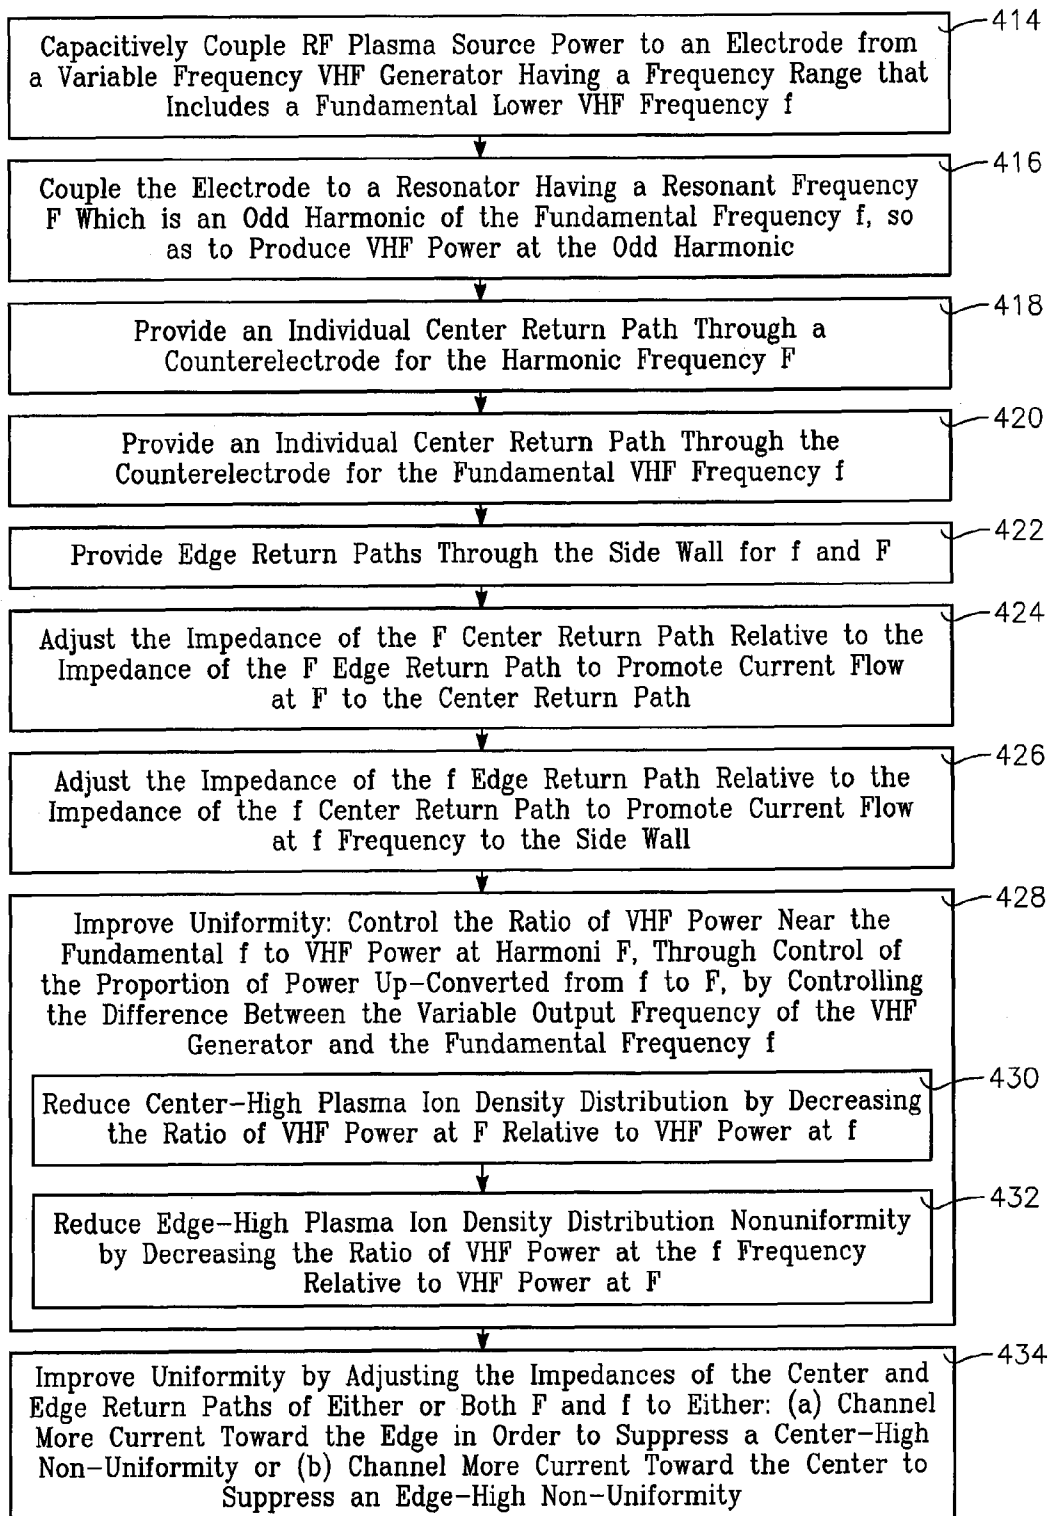 414
Capacitively Couple RF Plasma Source Power to an Electrode from
a Variable Frequency VHF Generator Having a Frequency Range that
Includes a Fundamental Lower VHF Frequency f
416
Couple the Electrode to a Resonator Having a Resonant Frequency
F Which is an Odd Harmonic of the Fundamental Frequency f, so
as to Produce VHF Power at the Odd Harmonic
418
Provide an Individual Center Return Path Through a
Counterelectrode for the Harmonic Frequency F
420
Provide an Individual Center Return Path Through the
Counterelectrode for the Fundamental VHF Frequency f
422
Provide Edge Return Paths Through the Side Wall for f and F
424
Adjust the Impedance of the F Center Return Path Relative to the
Impedance of the F Edge Return Path to Promote Current Flow
at F to the Center Return Path
426
Adjust the Impedance of the f Edge Return Path Relative to the
Impedance of the f Center Return Path to Promote Current Flow
at f Frequency to the Side Wall
428
Improve Uniformity: Control the Ratio of VHF Power Near the
Fundamental f to VHF Power at Harmoni F, Through Control of
the Proportion of Power Up-Converted from f to F, by Controlling
the Difference Between the Variable Output Frequency of the VHF
Generator and the Fundamental Frequency f
430
Reduce Center-High Plasma Ion Density Distribution by Decreasing
the Ratio of VHF Power at F Relative to VHF Power at f
432
Reduce Edge-High Plasma Ion Density Distribution Nonuniformity
by Decreasing the Ratio of VHF Power at the f Frequency
Relative to VHF Power at F
434
Improve Uniformity by Adjusting the Impedances of the Center and
Edge Return Paths of Either or Both F and f to Either: (a) Channel
More Current Toward the Edge in Order to Suppress a Center-High
Non-Uniformity or (b) Channel More Current Toward the Center to
Suppress an Edge-High Non-Uniformity